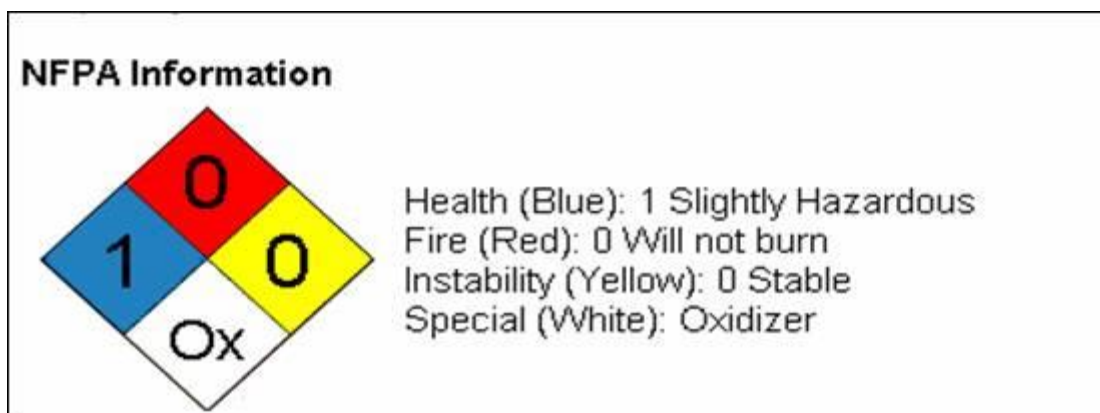 NFPA Information
0
1
0
Ox
Health (Blue): 1 Slightly Hazardous
Fire (Red): 0 Will not burn
Instability (Yellow): 0 Stable
Special (White): Oxidizer